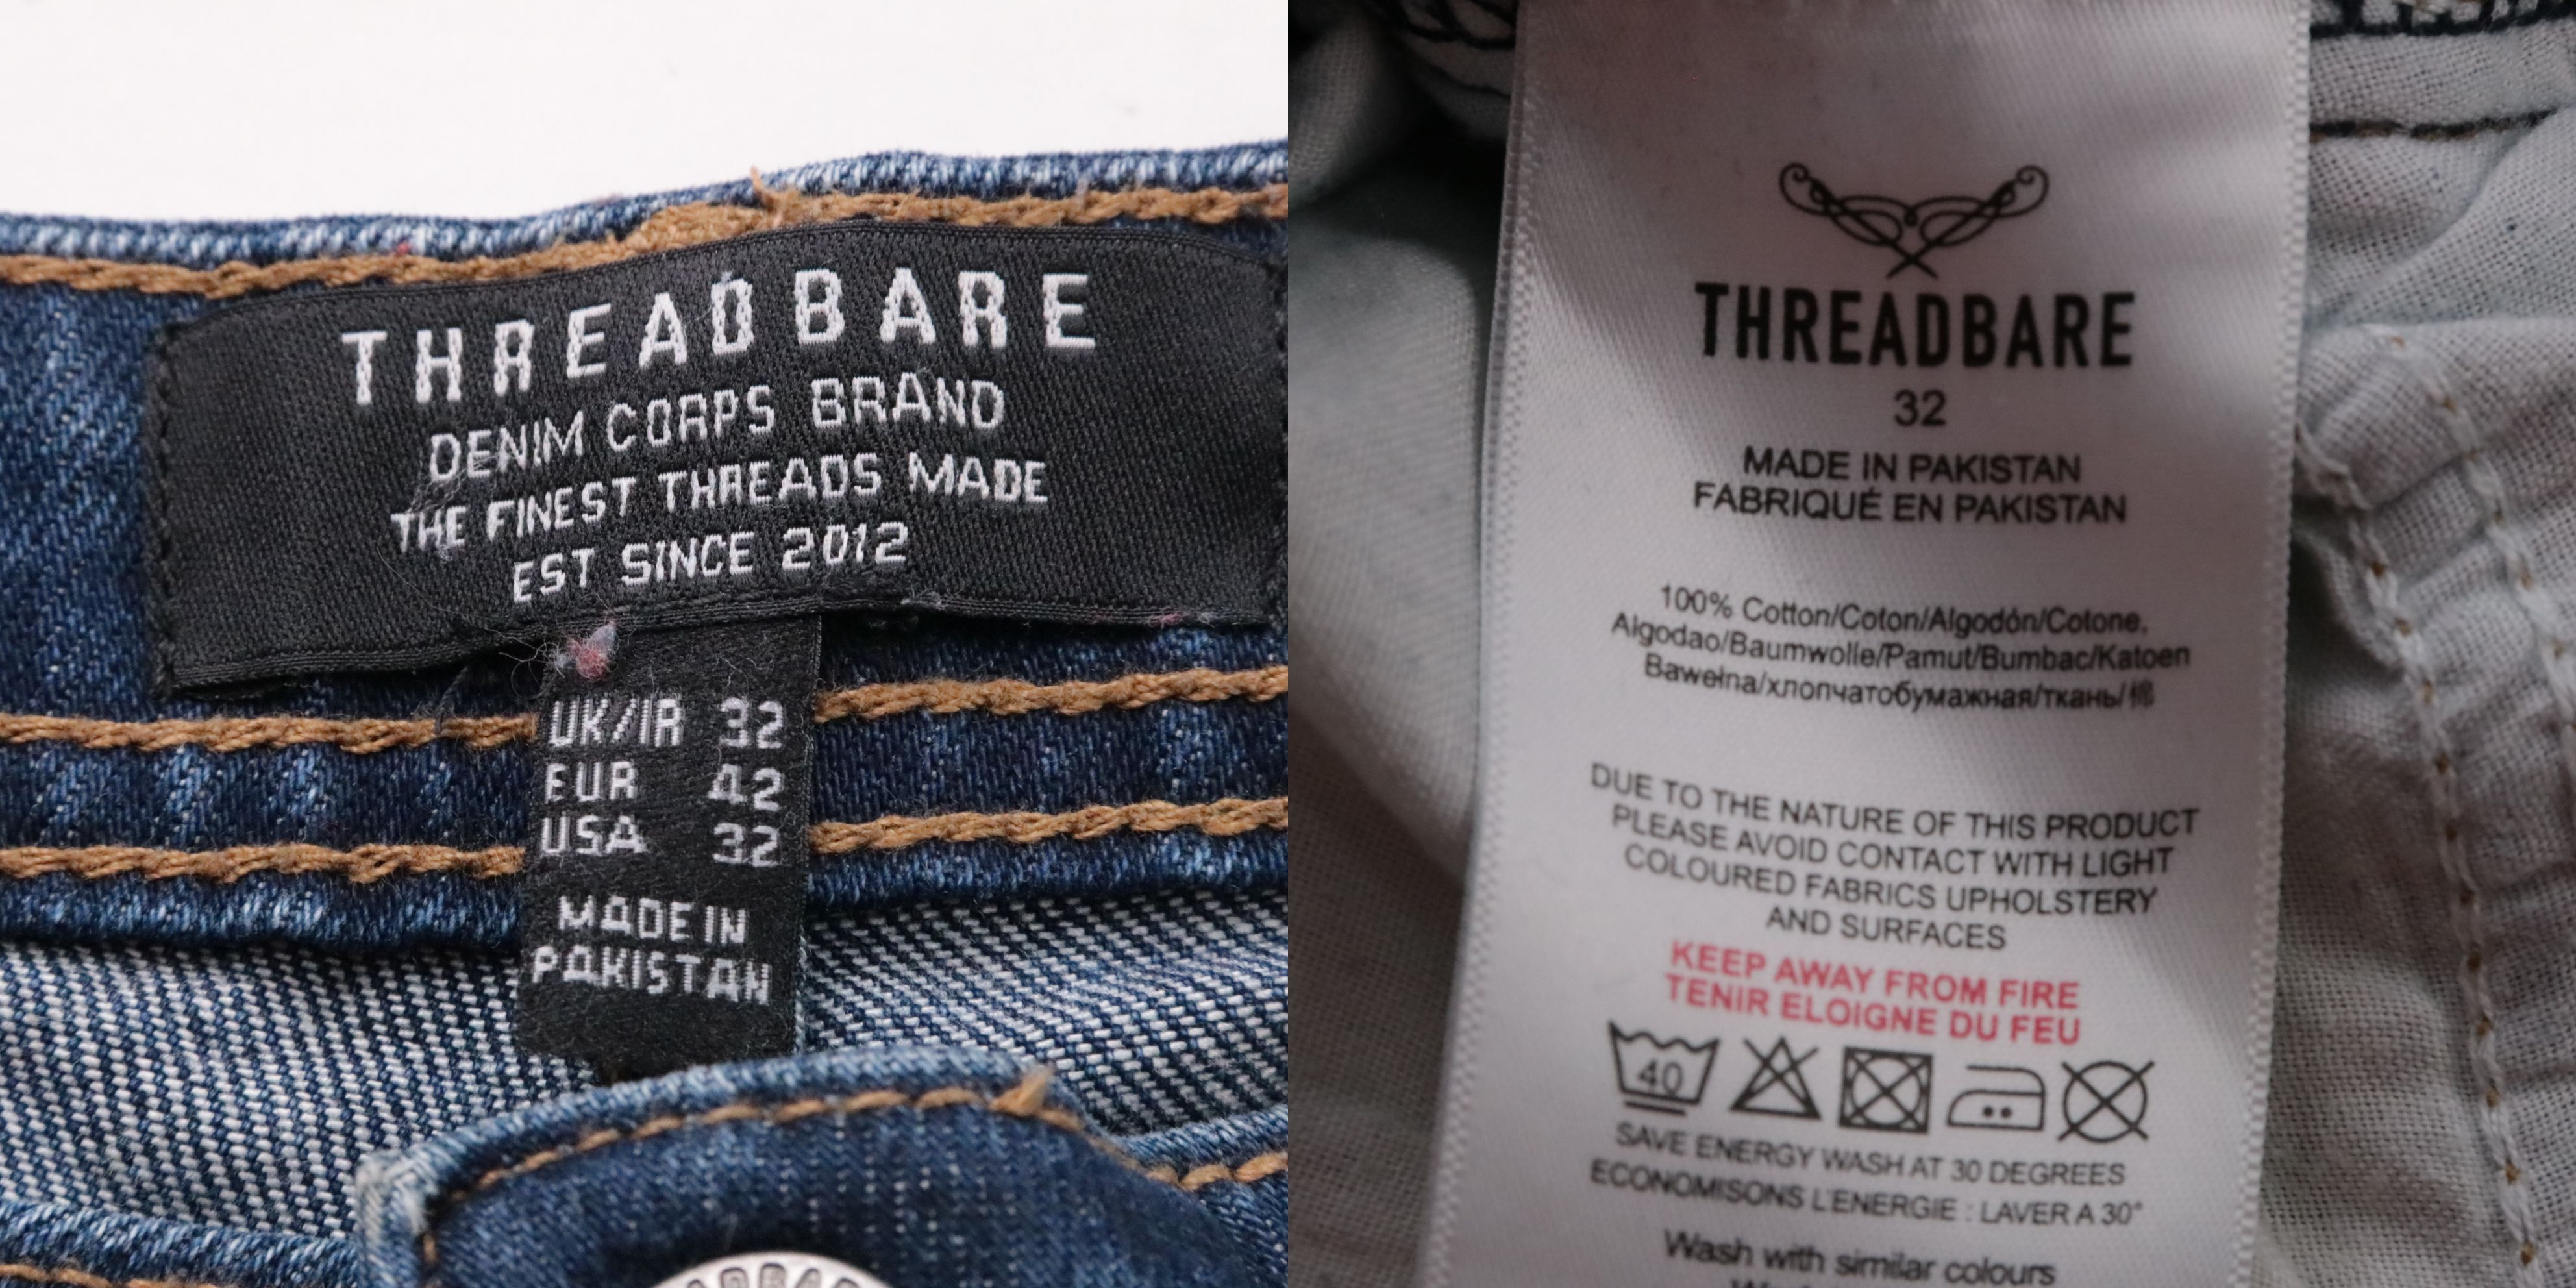 THREADBARE
DENIM CORPS BRAND
THE FINEST THREADS MADE
EST SINCE 2012
UK/IR 32
EUR 42
USA 32
MADE IN
PAKISTAN
THREADBARE
32
MADE IN PAKISTAN
FABRIQUÉ EN PAKISTAN
100% Cotton/Coton/Algodón/Cotone,
Algodao/Baumwolle/Pamut/Bumbac/Katoen
Bawełna/хлопчатобумажная/ткань/棉
DUE TO THE NATURE OF THIS PRODUCT
PLEASE AVOID CONTACT WITH LIGHT
COLOURED FABRICS UPHOLSTERY
AND SURFACES
KEEP AWAY FROM FIRE
TENIR ELOIGNE DU FEU
40
SAVE ENERGY WASH AT 30 DEGREES
ECONOMISONS L'ENERGIE : LAVER A 30°
Wash with similar colours